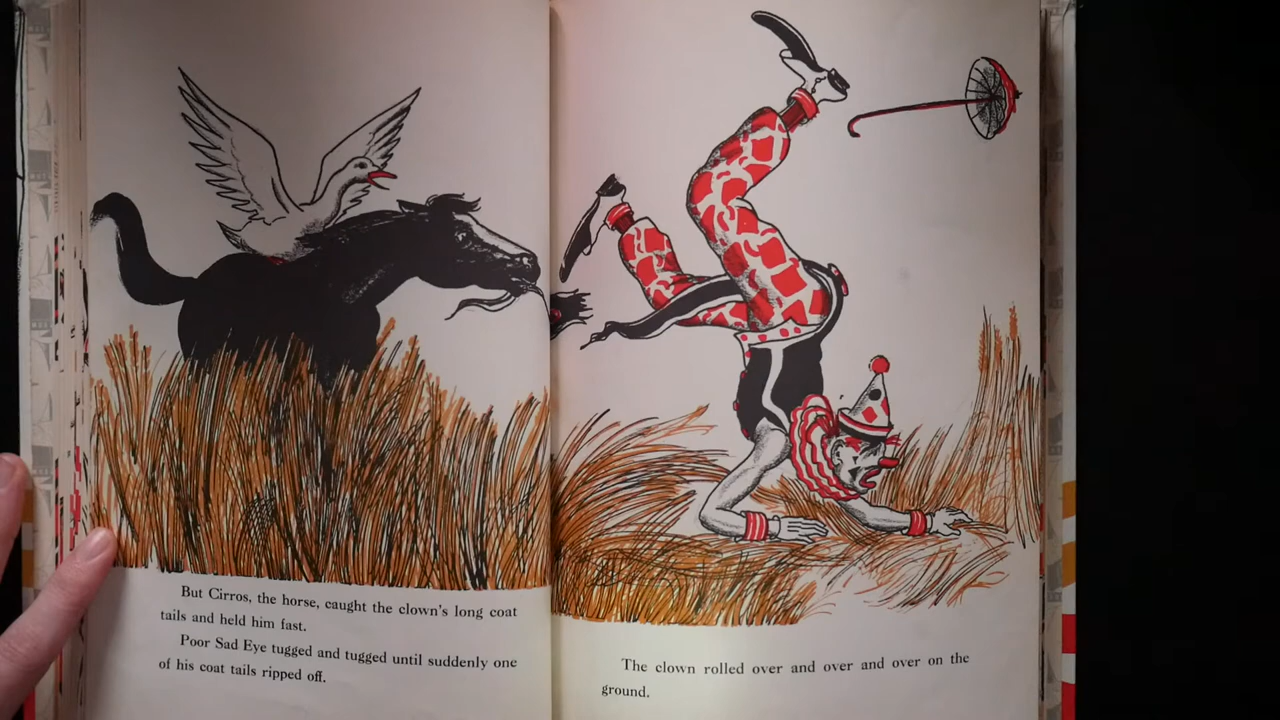 But Cirros, the horse, caught the clown's long coat
tails and held him fast.
Poor Sad Eye tugged and tugged until suddenly one
of his coat tails ripped off.
The clown rolled over and over and over on the
ground.